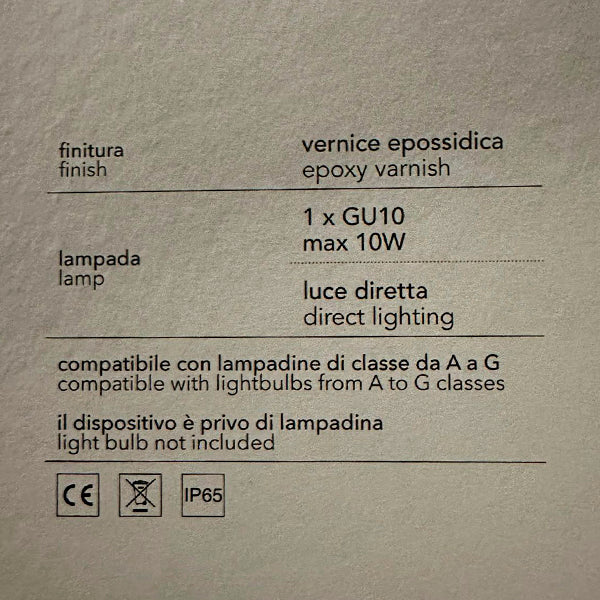 finitura
finish
vernice epossidica
epoxy varnish
lampada
lamp
1 x GU10
max 10W
luce diretta
direct lighting
compatibile con lampadine di classe da A a G
compatible with lightbulbs from A to G classes
il dispositivo è privo di lampadina
light bulb not included
CE
IP65